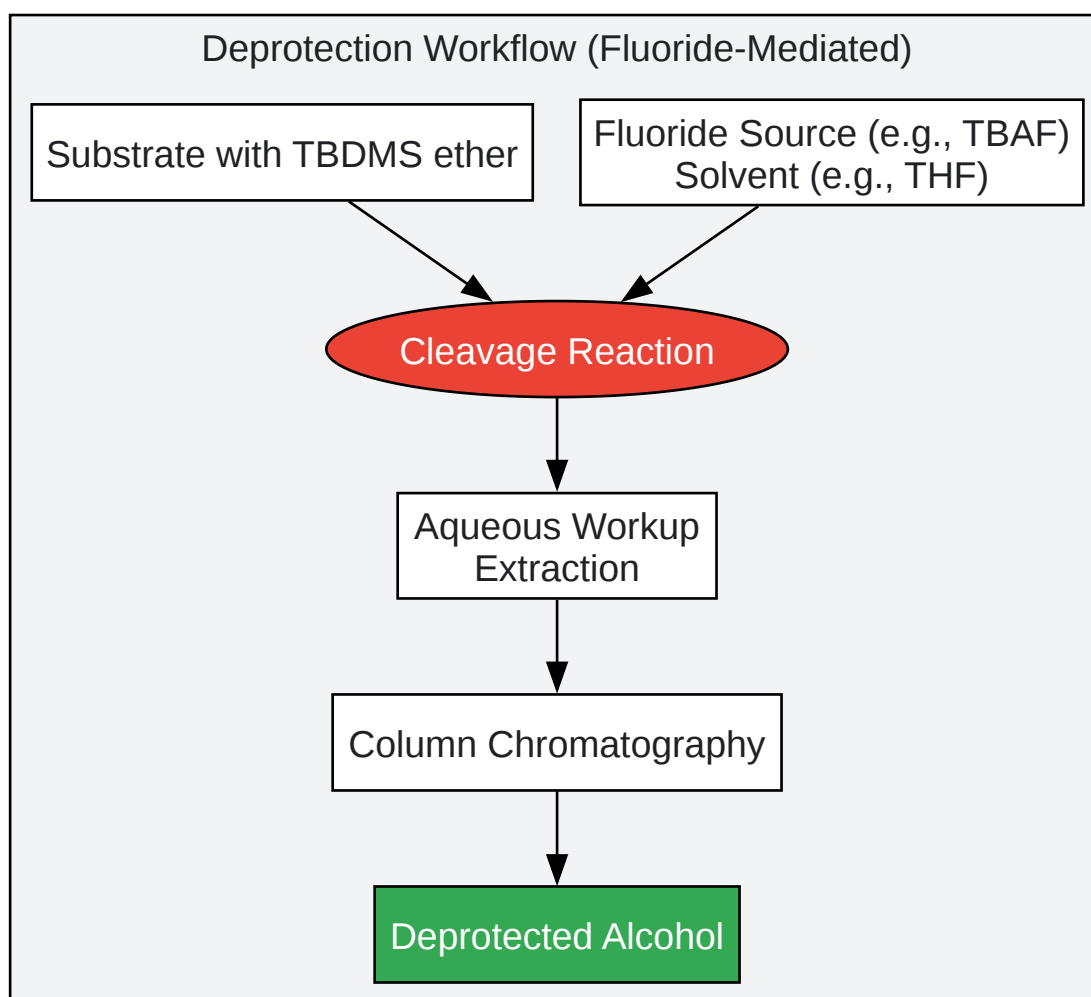 Deprotection Workflow (Fluoride-Mediated)
Substrate with TBDMS ether
Fluoride Source (e.g., TBAF)
Solvent (e.g., THF)
Cleavage Reaction
Aqueous Workup
Extraction
Column Chromatography
Deprotected Alcohol